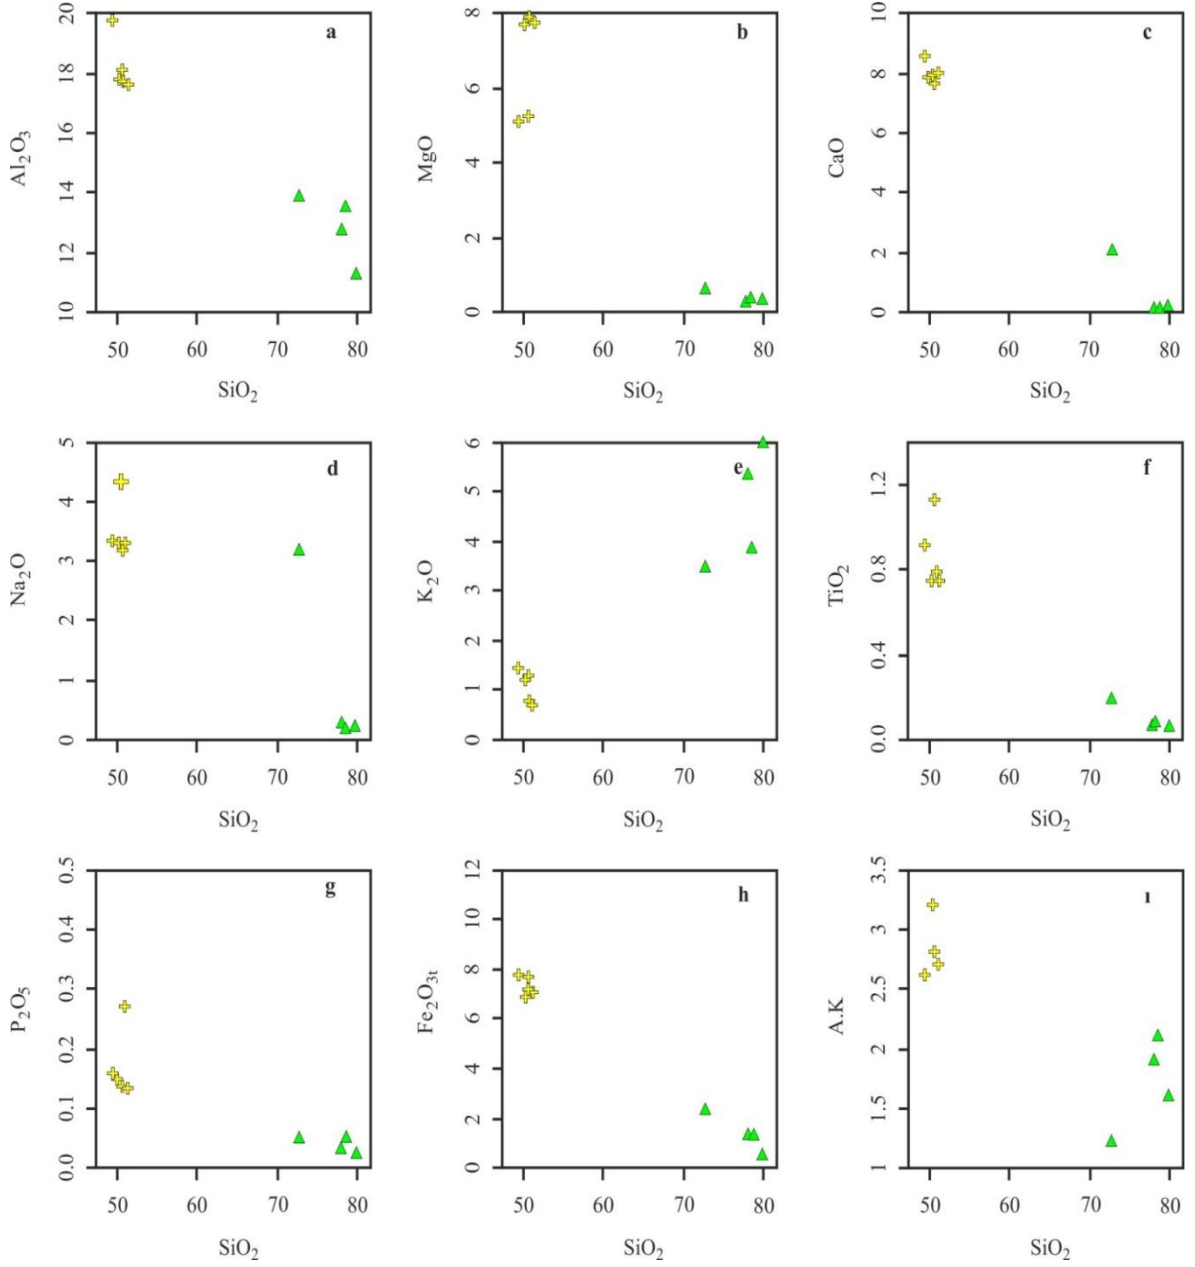 a
Al₂O₃
20
18
16
14
12
10
50 60 70 80
SiO₂
b
MgO
8
6
4
2
0
50 60 70 80
SiO₂
c
CaO
10
8
6
4
2
0
50 60 70 80
SiO₂
d
Na₂O
5
4
3
2
1
0
50 60 70 80
SiO₂
e
K₂O
6
5
4
3
2
1
0
50 60 70 80
SiO₂
f
TiO₂
1.2
0.8
0.4
0.0
50 60 70 80
SiO₂
g
P₂O₅
0.5
0.4
0.3
0.2
0.1
0.0
50 60 70 80
SiO₂
h
Fe₂O₃t
12
10
8
6
4
2
0
50 60 70 80
SiO₂
ı
A.K
3.5
3
2.5
2
1.5
1
50 60 70 80
SiO₂